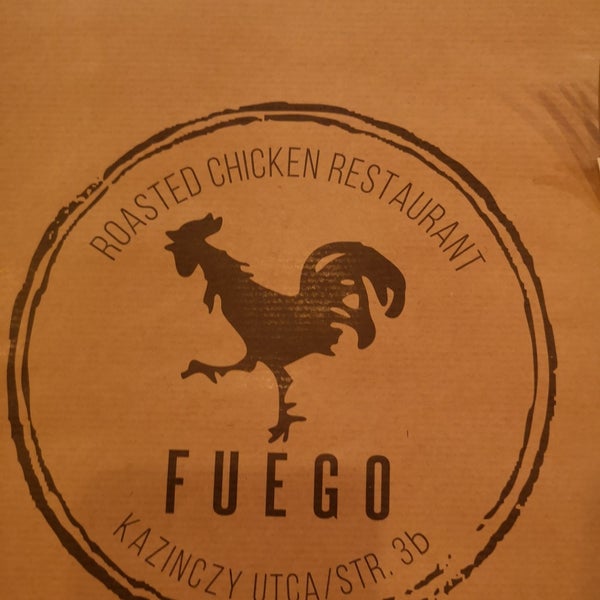 ROASTED CHICKEN RESTAURANT
FUEGO
KAZINCZY UTCA/STR. 3b